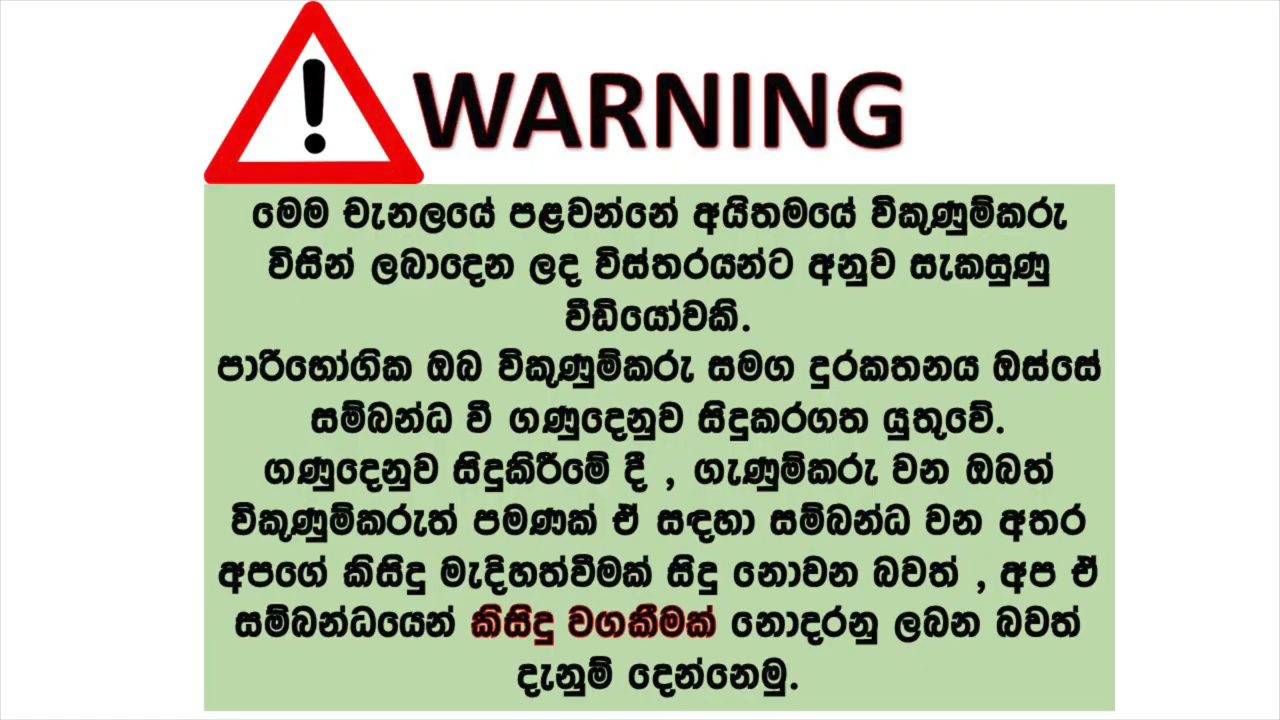 WARNING
මෙම චැනලයේ පළවන්නේ අයිතමයේ විකුණුම්කරු
විසින් ලබාදෙන ලද විස්තරයන්ට අනුව සැකසුණු
වීඩියෝවකි.
පාරිභෝගික ඔබ විකුණුම්කරු සමග දුරකතනය ඔස්සේ
සම්බන්ධ වී ගණුදෙනුව සිදුකරගත යුතුවේ.
ගණුදෙනුව සිදුකිරීමේ දී , ගැණුම්කරු වන ඔබත්
විකුණුම්කරුත් පමණක් ඒ සඳහා සම්බන්ධ වන අතර
අපගේ කිසිදු මැදිහත්වීමක් සිදු නොවන බවත් , අප ඒ
සම්බන්ධයෙන් කිසිදු වගකීමක් නොදරනු ලබන බවත්
දැනුම් දෙන්නෙමු.